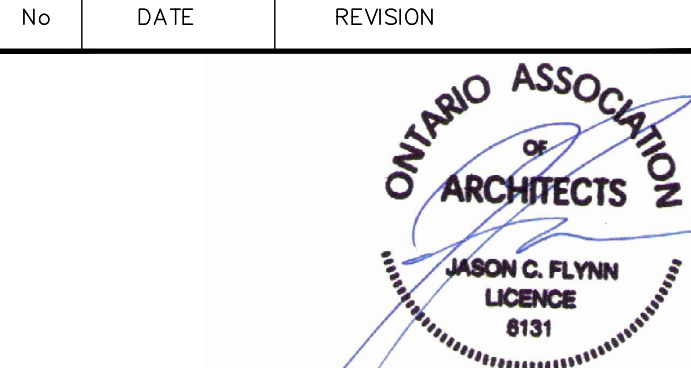 No DATE REVISION
ONTARIO ASSOCIATION
OF
ARCHITECTS
JASON C. FLYNN
LICENCE
6131